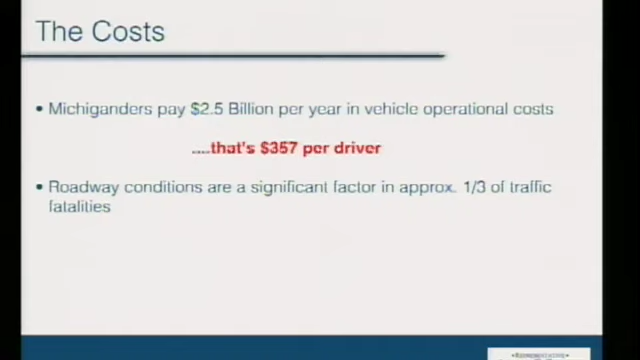 The Costs
• Michiganders pay $2.5 Billion per year in vehicle operational costs
....that's $357 per driver
• Roadway conditions are a significant factor in approx. 1/3 of traffic
fatalities